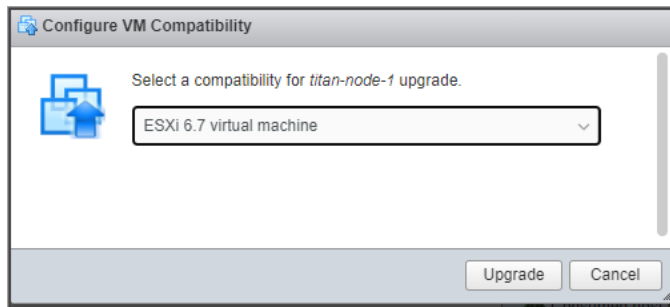 Configure VM Compatibility
Select a compatibility for titan-node-1 upgrade.
ESXi 6.7 virtual machine
Upgrade
Cancel